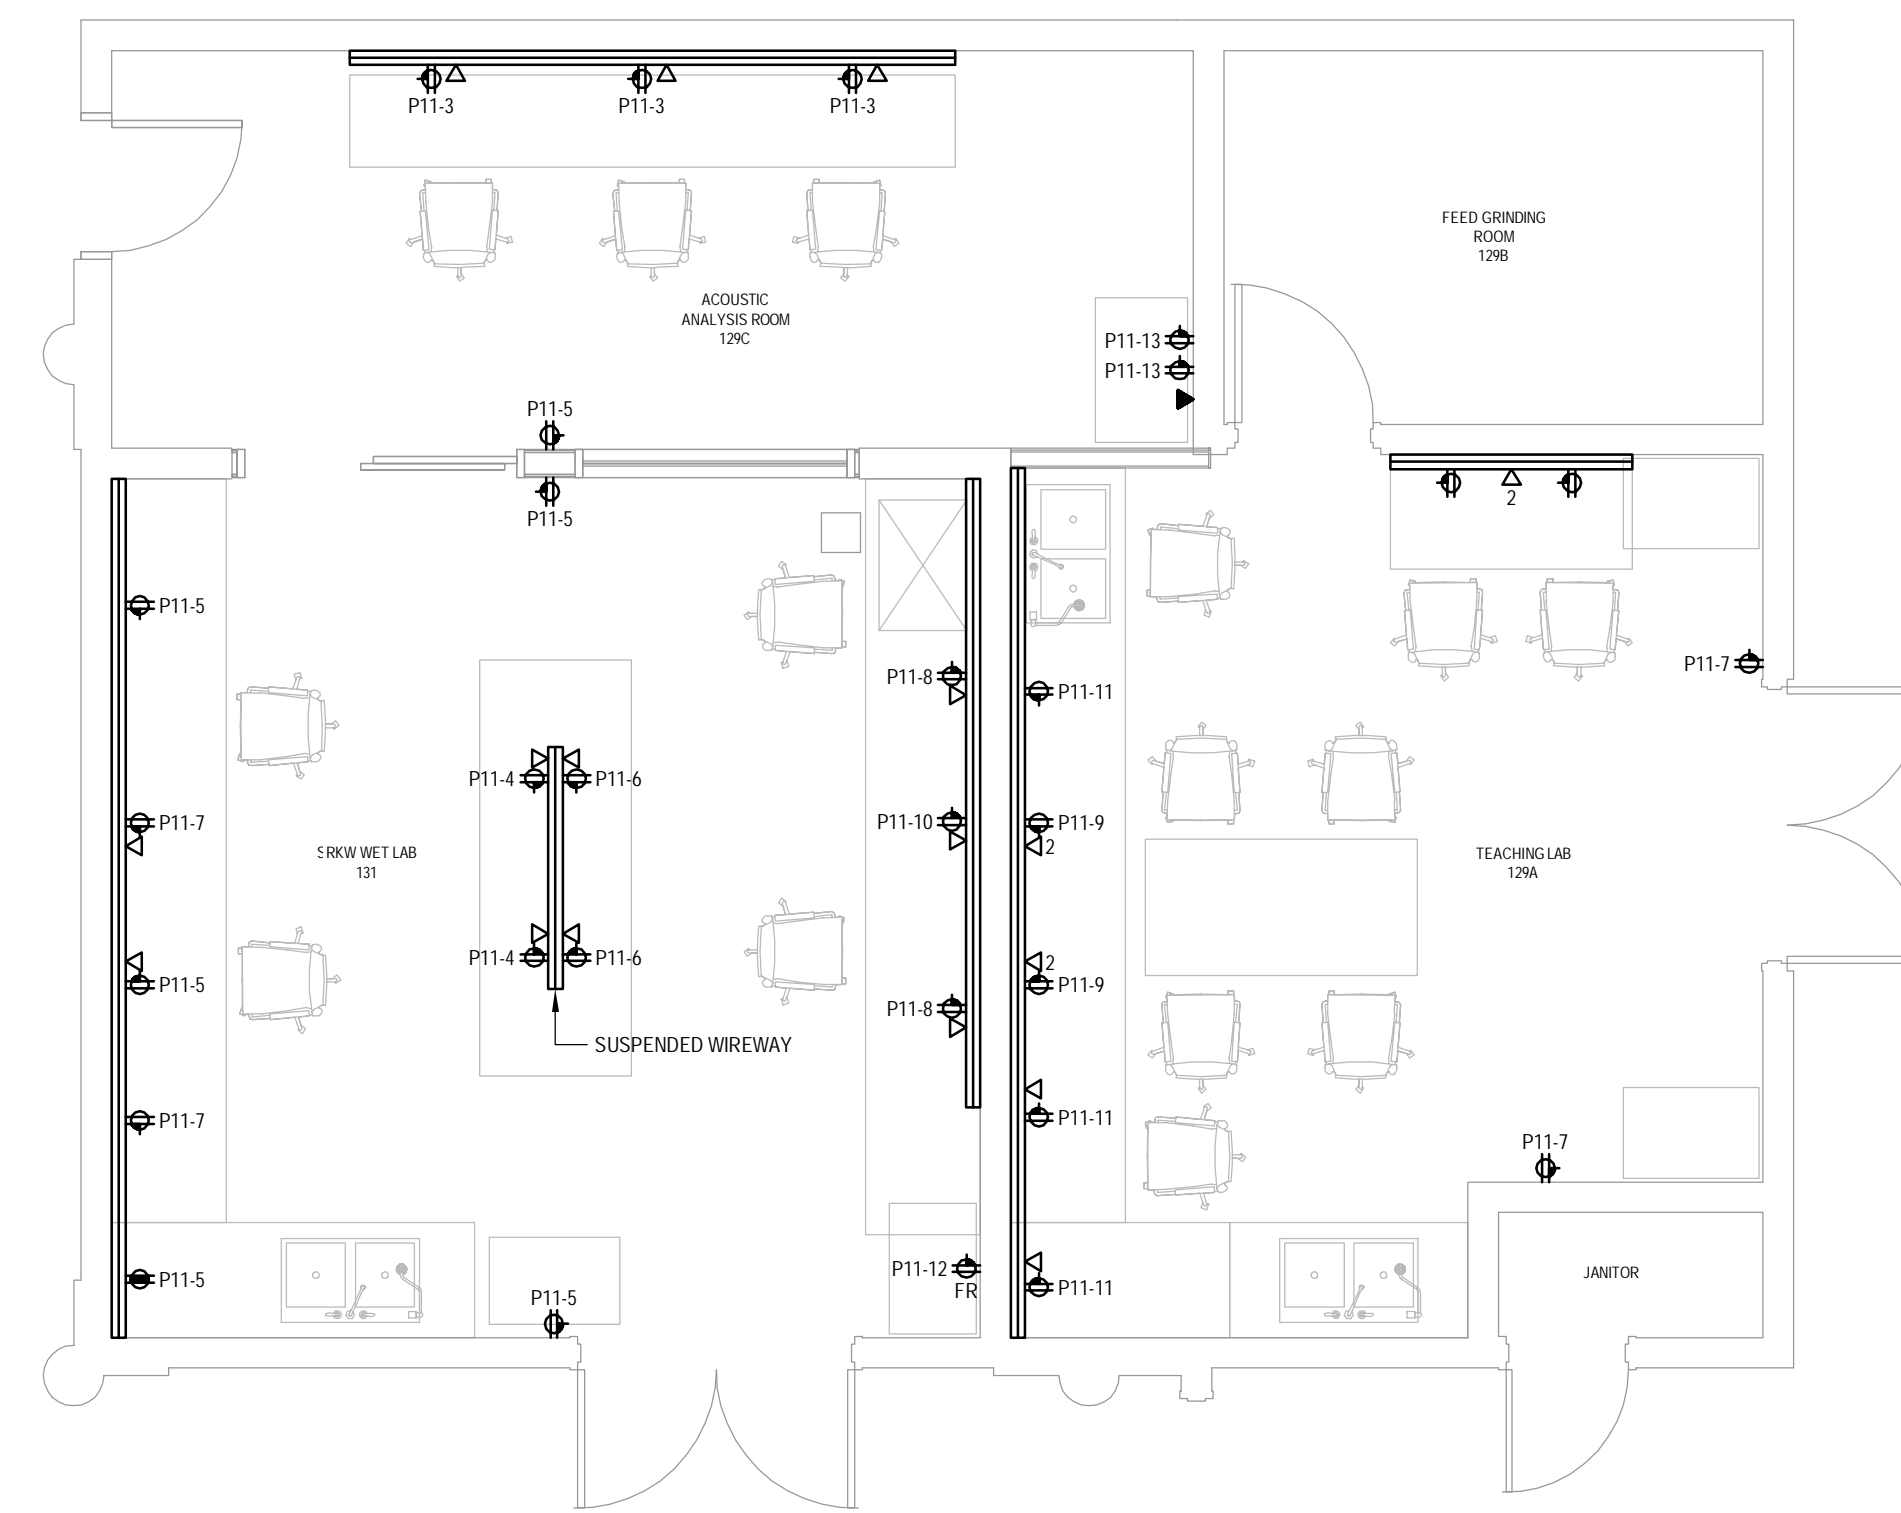 P11-3 P11-3 P11-3
FEED GRINDING
ROOM
129B
ACOUSTIC
ANALYSIS ROOM
129C
P11-13
P11-13
P11-5
P11-5
2
P11-5
P11-7
P11-8
P11-11
P11-4 P11-6
P11-7
P11-10
P11-9
2
SRKW WET LAB
131
TEACHING LAB
129A
P11-4 P11-6
2
P11-5
P11-9
P11-8
SUSPENDED WIREWAY
P11-7
P11-11
P11-7
P11-12
FR
P11-5
P11-5
P11-11
JANITOR